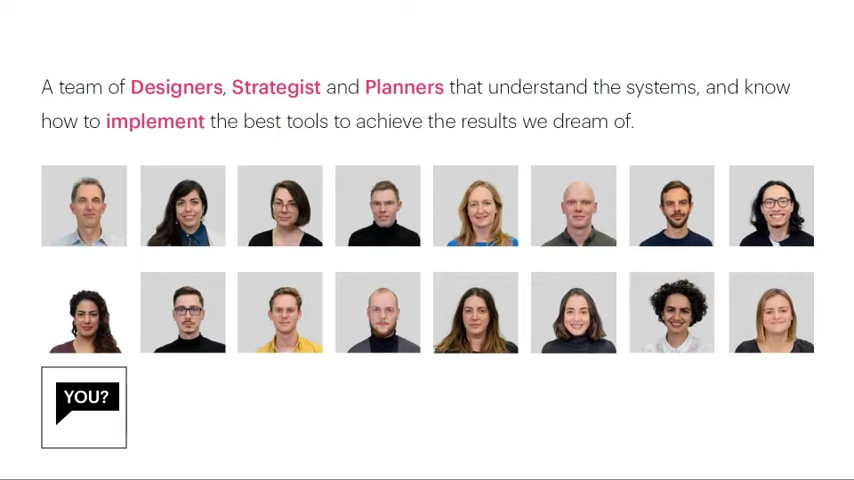 A team of Designers, Strategist and Planners that understand the systems, and know
how to implement the best tools to achieve the results we dream of.
YOU?